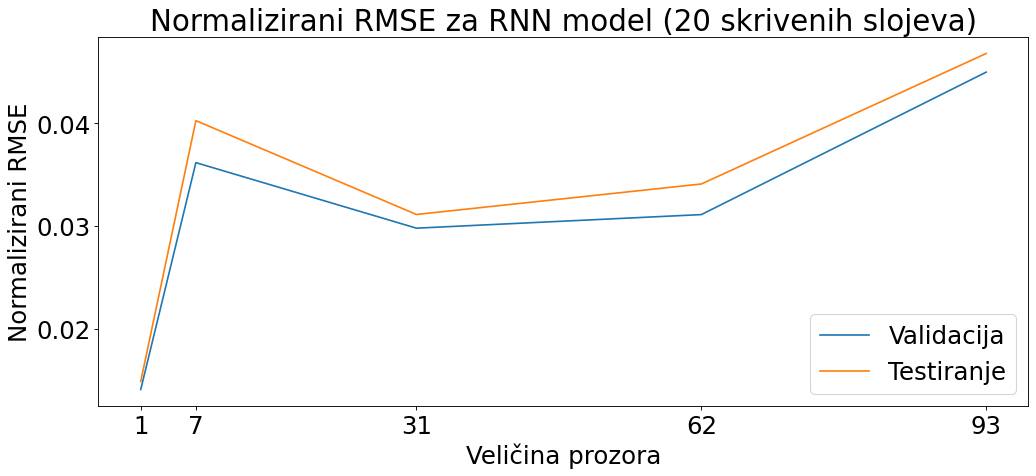 Normalizirani RMSE za RNN model (20 skrivenih slojeva)
Normalizirani RMSE
0.04
0.03
0.02
Validacija
Testiranje
1 7 31 62 93
Veličina prozora